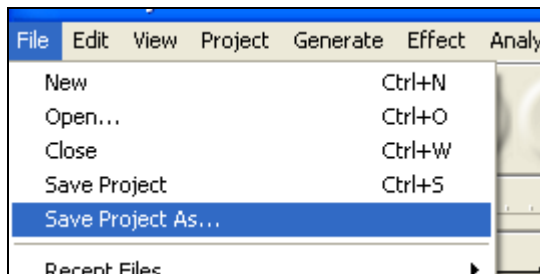 File Edit View Project Generate Effect Analy
New Ctrl+N
Open... Ctrl+O
Close Ctrl+W
Save Project Ctrl+S
Save Project As...
Recent Files